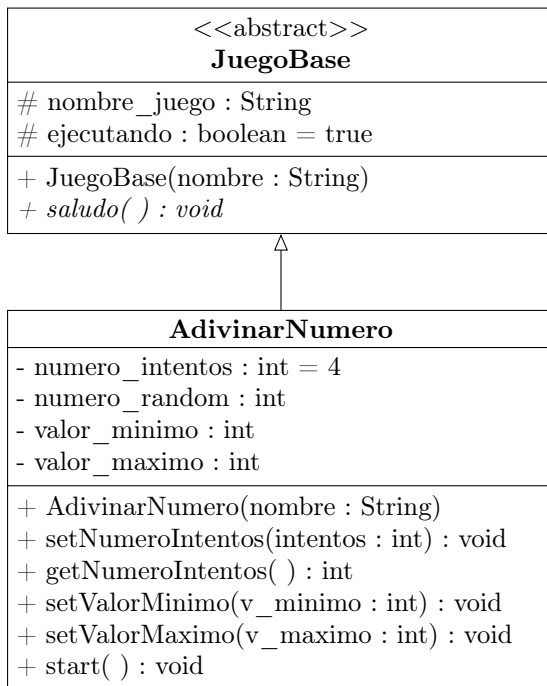 <<abstract>>
JuegoBase
# nombre_juego : String
# ejecutando : boolean = true
+ JuegoBase(nombre : String)
+ saludo( ) : void
AdivinarNumero
- numero_intentos : int = 4
- numero_random : int
- valor_minimo : int
- valor_maximo : int
+ AdivinarNumero(nombre : String)
+ setNumeroIntentos(intentos : int) : void
+ getNumeroIntentos( ) : int
+ setValorMinimo(v_minimo : int) : void
+ setValorMaximo(v_maximo : int) : void
+ start( ) : void